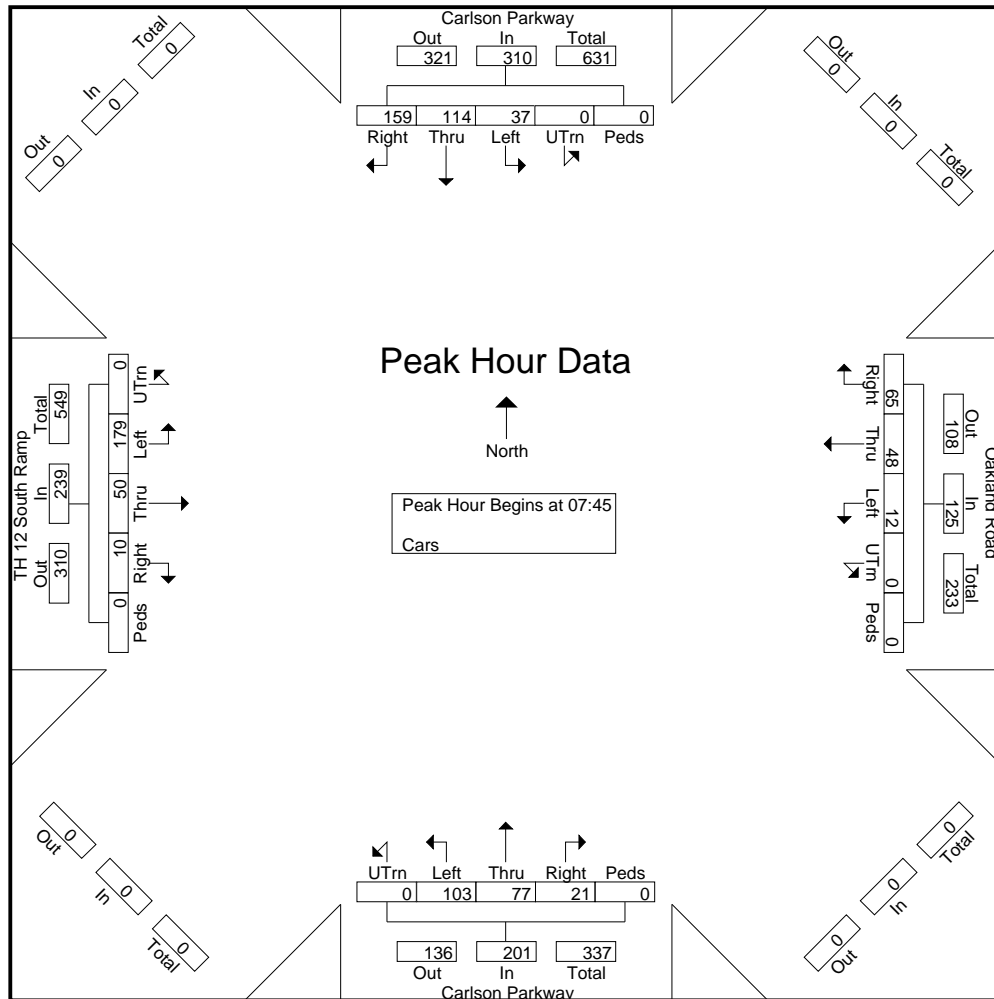 Carlson Parkway
Out In Total
321 310 631
159 114 37 0 0
Right Thru Left UTrn Peds
Total
0
In
0
Out
0
Out
0
In
0
Total
0
Peak Hour Data
North
Peak Hour Begins at 07:45
Cars
TH 12 South Ramp
Out In Total
310 239 549
0 10 50 179 0
Peds Right Thru Left UTrn
Oakland Road
Out In Total
108 125 233
65 48 12 0 0
Right Thru Left UTrn Peds
UTrn Left Thru Right Peds
0 103 77 21 0
136 201 337
Out In Total
Carlson Parkway
0
Out
0
In
0
Total
0
Total
0
In
0
Out